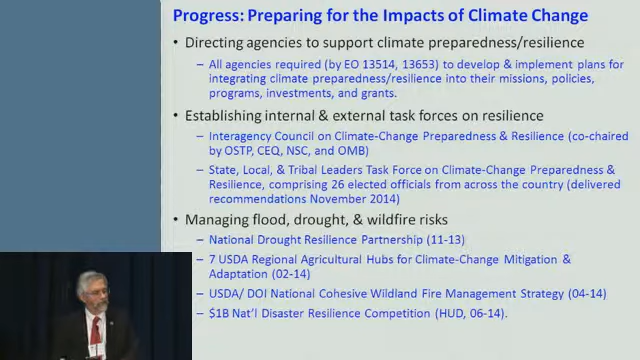 Progress: Preparing for the Impacts of Climate Change
• Directing agencies to support climate preparedness/resilience
– All agencies required (by EO 13514, 13653) to develop & implement plans for
integrating climate preparedness/resilience into their missions, policies,
programs, investments, and grants.
• Establishing internal & external task forces on resilience
– Interagency Council on Climate-Change Preparedness & Resilience (co-chaired
by OSTP, CEQ, NSC, and OMB)
– State, Local, & Tribal Leaders Task Force on Climate-Change Preparedness &
Resilience, comprising 26 elected officials from across the country (delivered
recommendations November 2014)
• Managing flood, drought, & wildfire risks
– National Drought Resilience Partnership (11-13)
– 7 USDA Regional Agricultural Hubs for Climate-Change Mitigation &
Adaptation (02-14)
– USDA/ DOI National Cohesive Wildland Fire Management Strategy (04-14)
– $1B Nat'l Disaster Resilience Competition (HUD, 06-14).